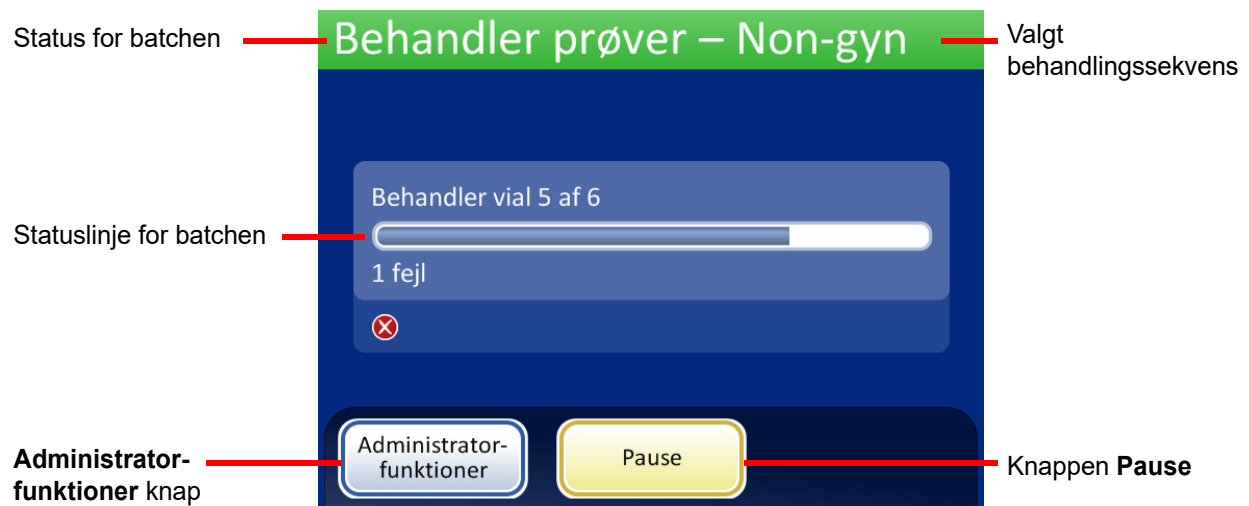 Status for batchen
Behandler prøver – Non-gyn
Valgt
behandlingssekvens
Behandler vial 5 af 6
Statuslinje for batchen
1 fejl
Administrator-
funktioner knap
Administrator-
funktioner
Pause
Knappen Pause